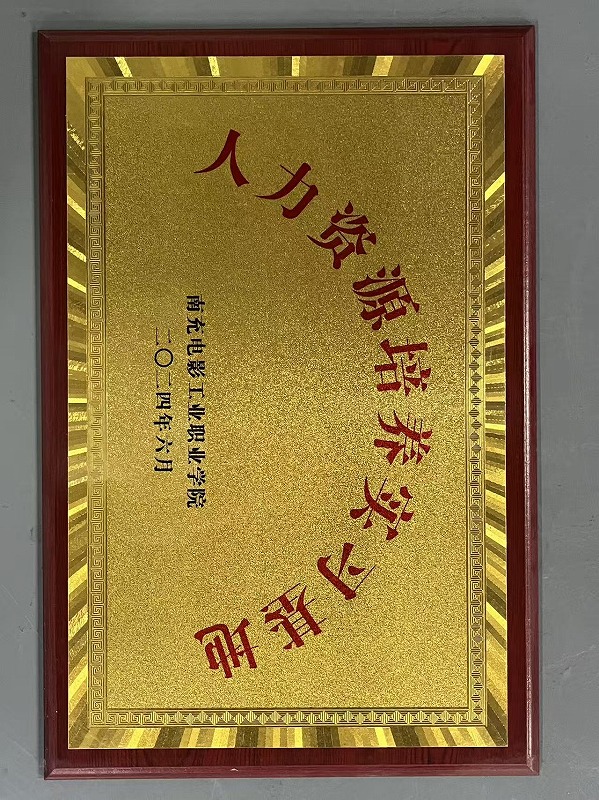 人力资源培养实习基地
南充电影工业职业学院
二〇二四年六月